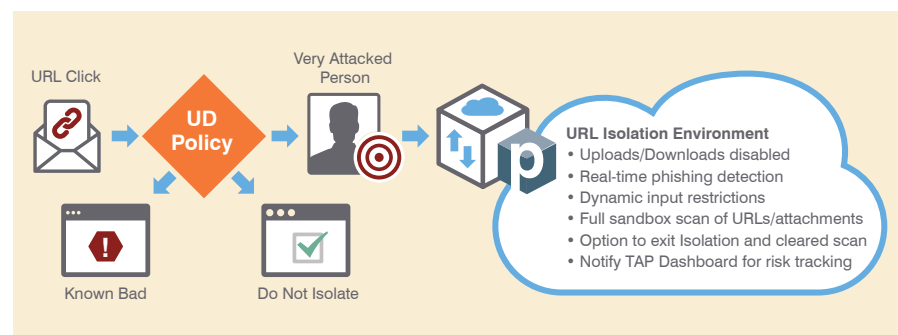 URL Click
UD
Policy
Very Attacked
Person
Known Bad
Do Not Isolate
p
URL Isolation Environment
• Uploads/Downloads disabled
• Real-time phishing detection
• Dynamic input restrictions
• Full sandbox scan of URLs/attachments
• Option to exit Isolation and cleared scan
• Notify TAP Dashboard for risk tracking